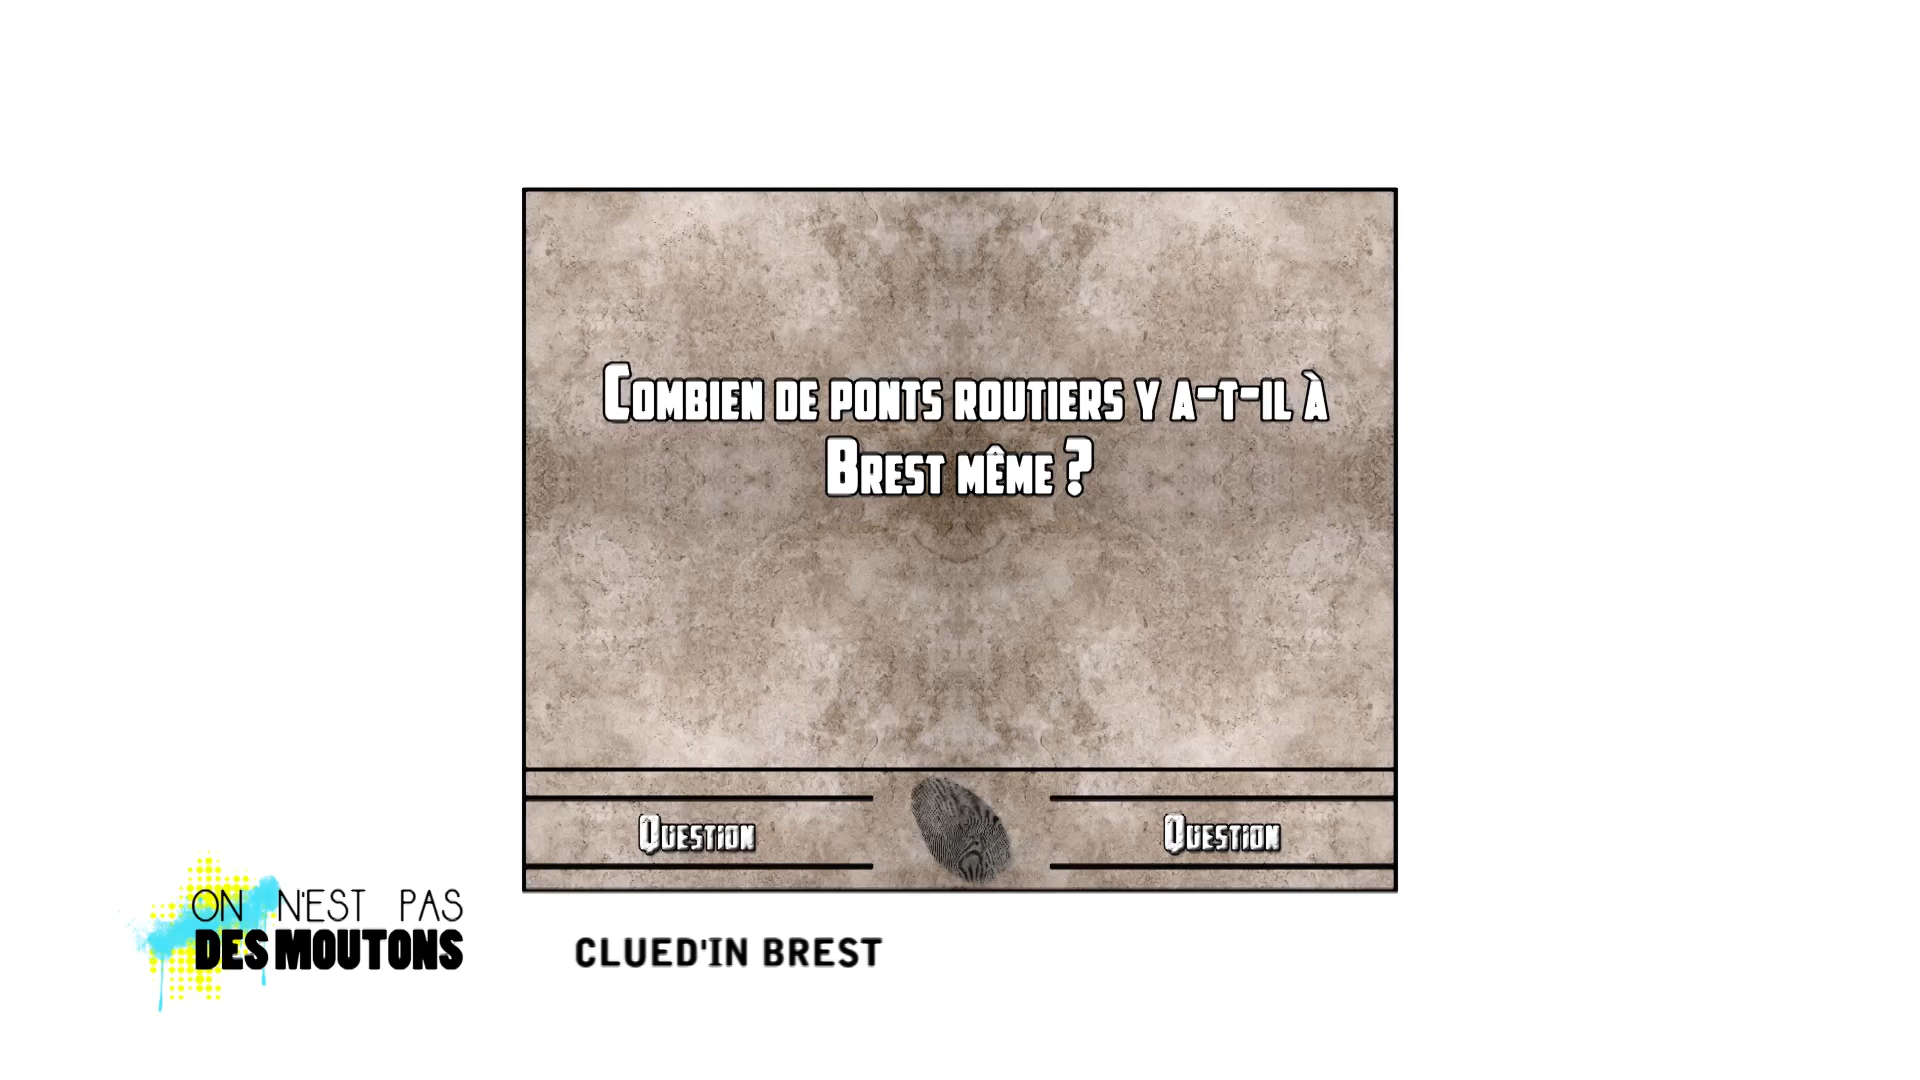 Combien de ponts routiers y a-t-il à
Brest même ?
Question
Question
ON N'EST PAS
DES MOUTONS
CLUED'IN BREST